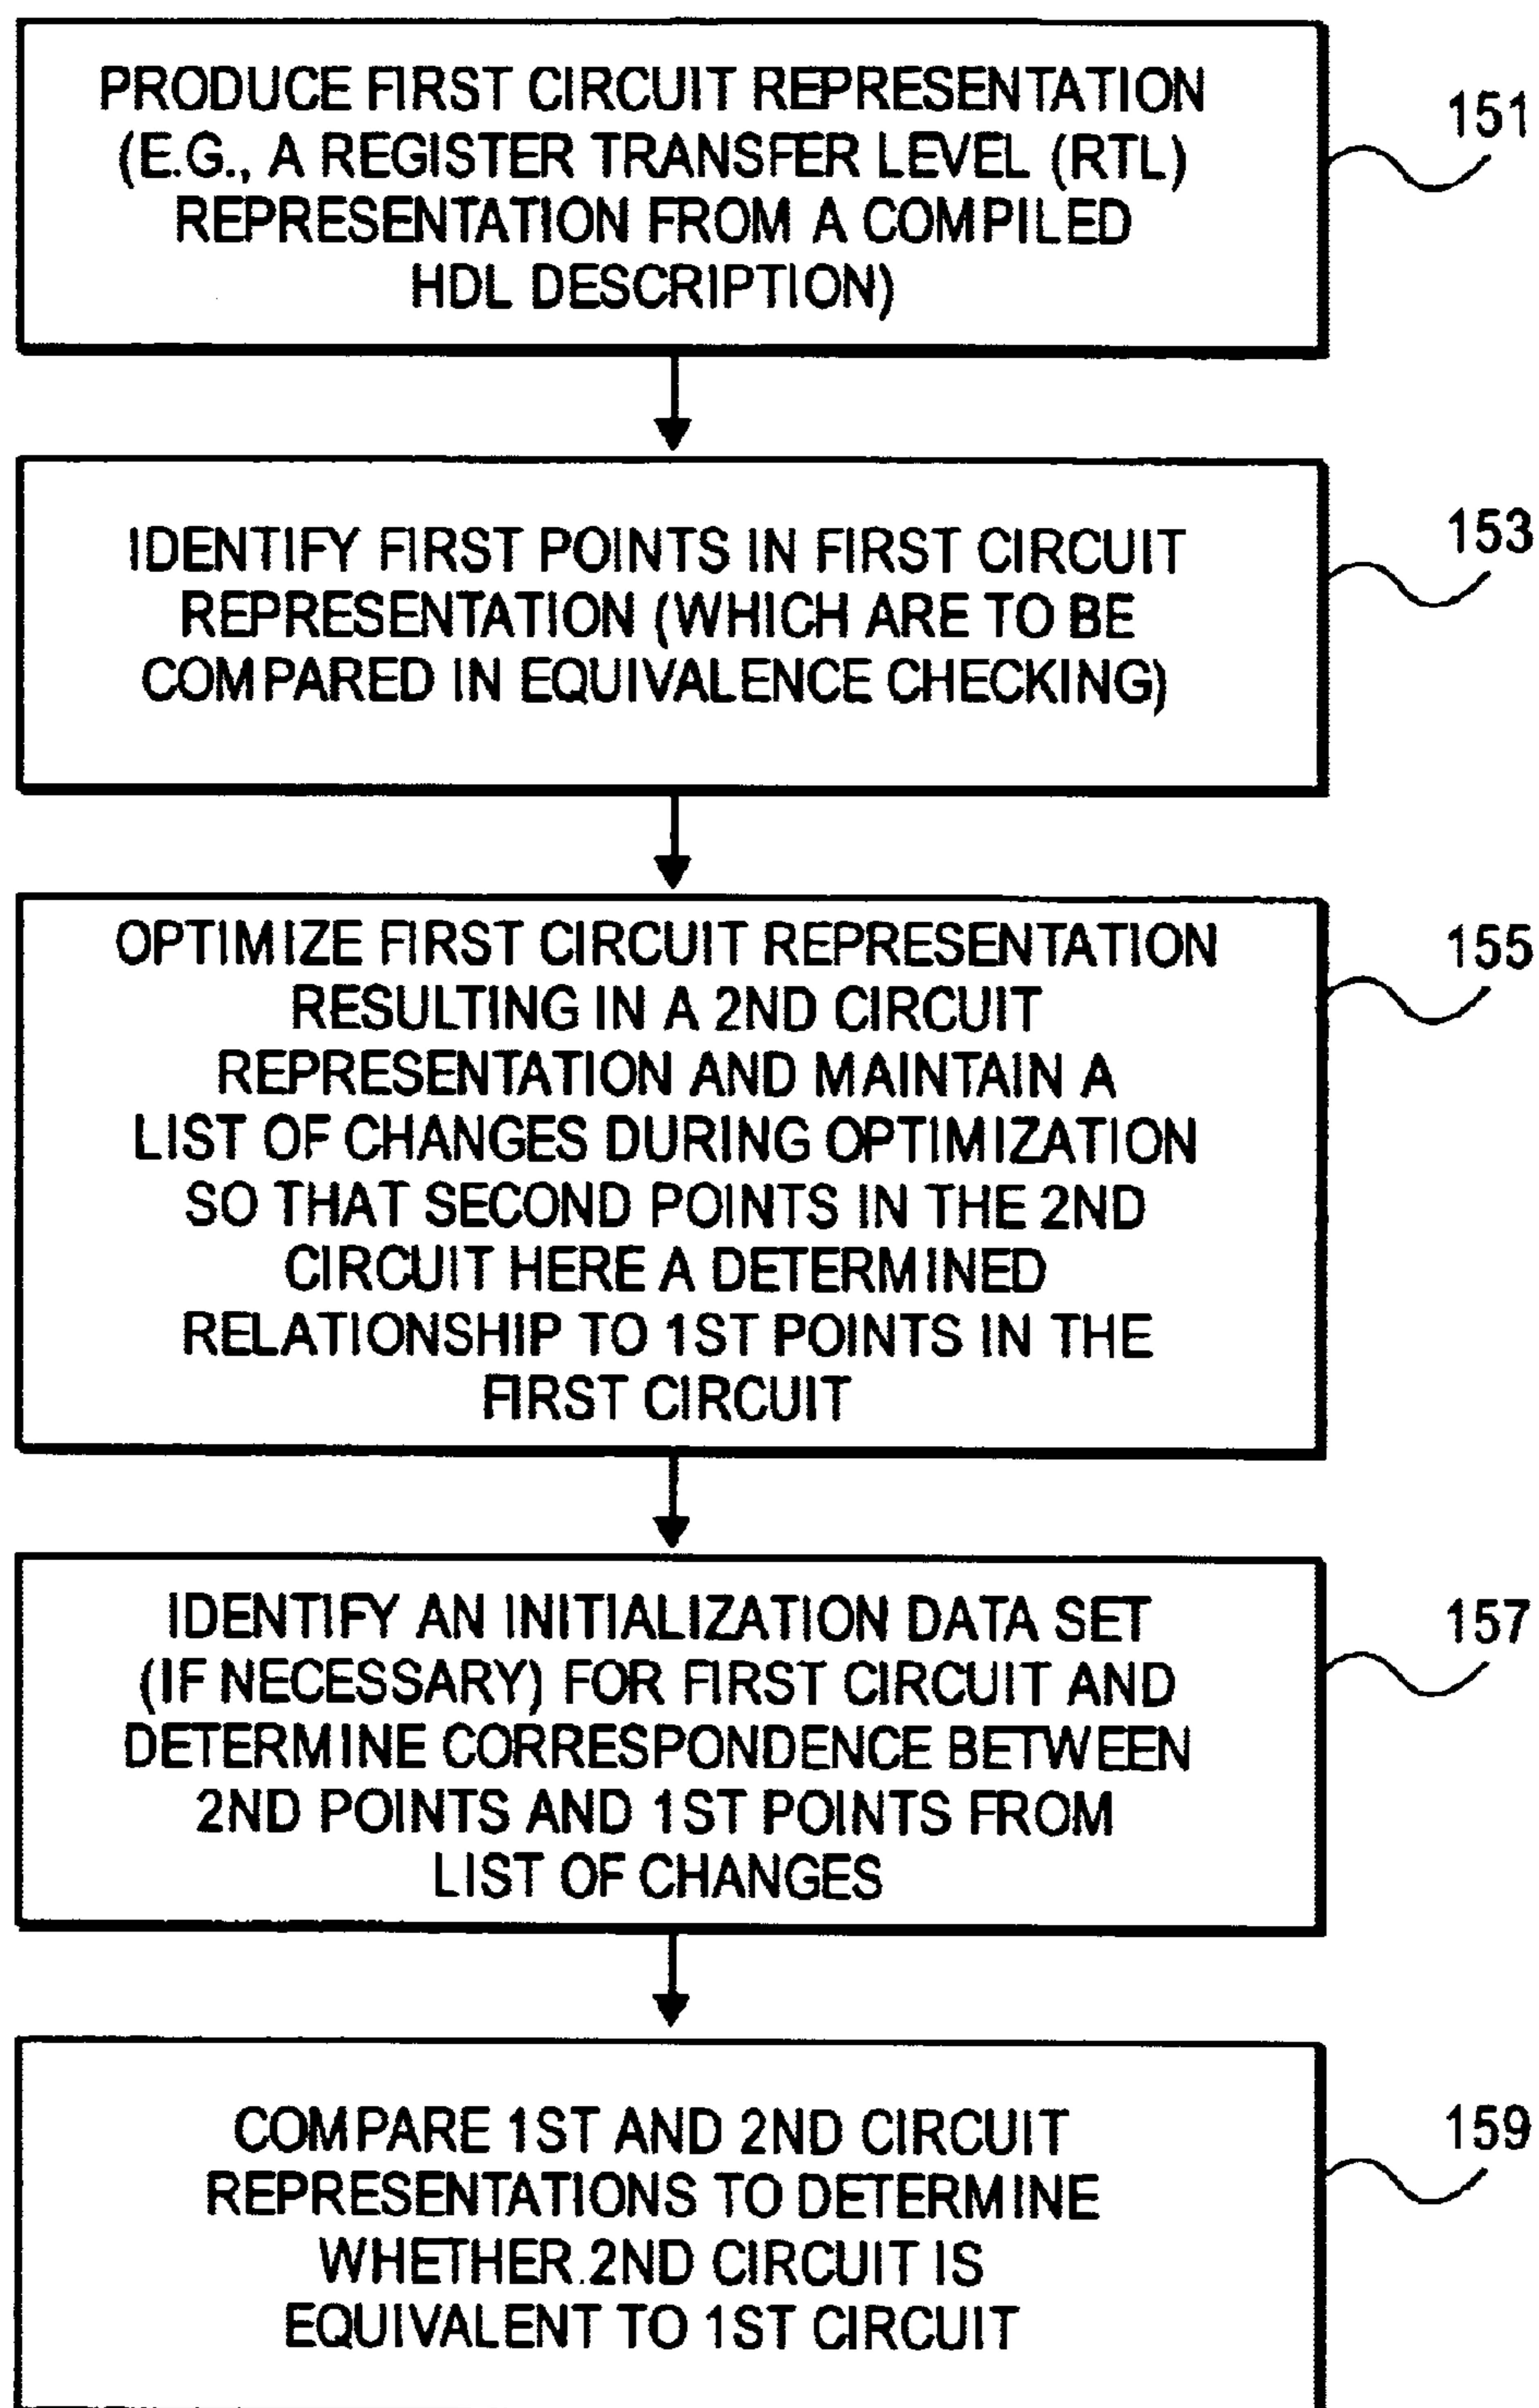 PRODUCE FIRST CIRCUIT REPRESENTATION
(E.G., A REGISTER TRANSFER LEVEL (RTL)
REPRESENTATION FROM A COMPILED
HDL DESCRIPTION)
151
IDENTIFY FIRST POINTS IN FIRST CIRCUIT
REPRESENTATION (WHICH ARE TO BE
COMPARED IN EQUIVALENCE CHECKING)
153
OPTIMIZE FIRST CIRCUIT REPRESENTATION
RESULTING IN A 2ND CIRCUIT
REPRESENTATION AND MAINTAIN A
LIST OF CHANGES DURING OPTIMIZATION
SO THAT SECOND POINTS IN THE 2ND
CIRCUIT HERE A DETERMINED
RELATIONSHIP TO 1ST POINTS IN THE
FIRST CIRCUIT
155
IDENTIFY AN INITIALIZATION DATA SET
(IF NECESSARY) FOR FIRST CIRCUIT AND
DETERMINE CORRESPONDENCE BETWEEN
2ND POINTS AND 1ST POINTS FROM
LIST OF CHANGES
157
COMPARE 1ST AND 2ND CIRCUIT
REPRESENTATIONS TO DETERMINE
WHETHER.2ND CIRCUIT IS
EQUIVALENT TO 1ST CIRCUIT
159